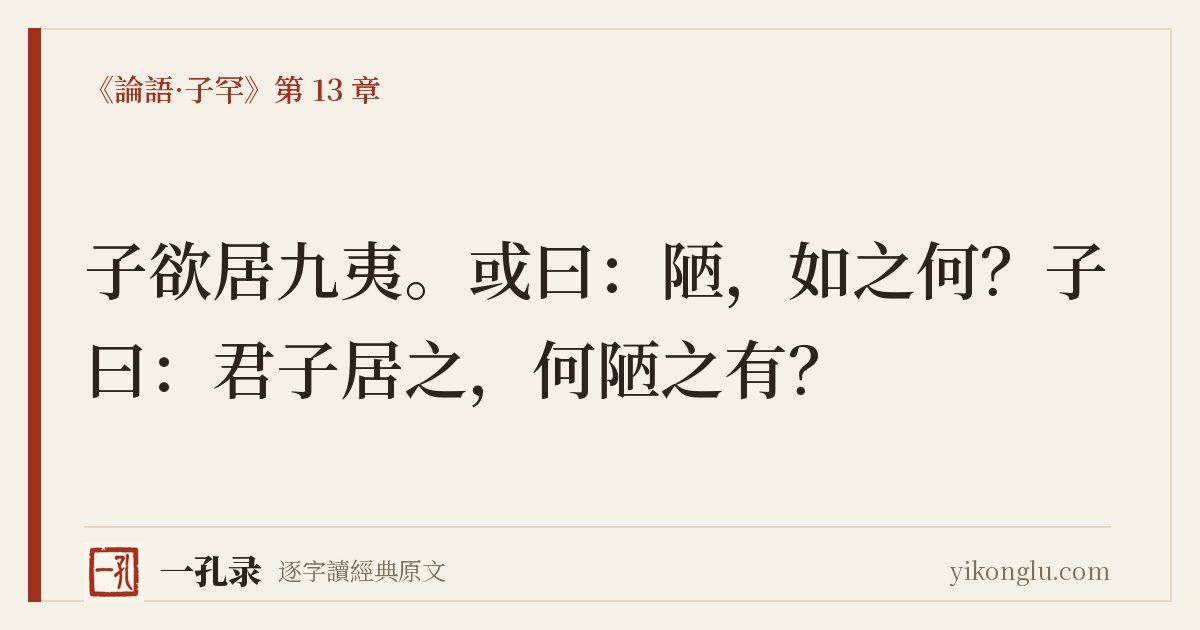 《論語·子罕》第 13 章
子欲居九夷。或曰：陋，如之何？子
曰：君子居之，何陋之有？
一孔 一孔录 逐字讀經典原文 yikonglu.com